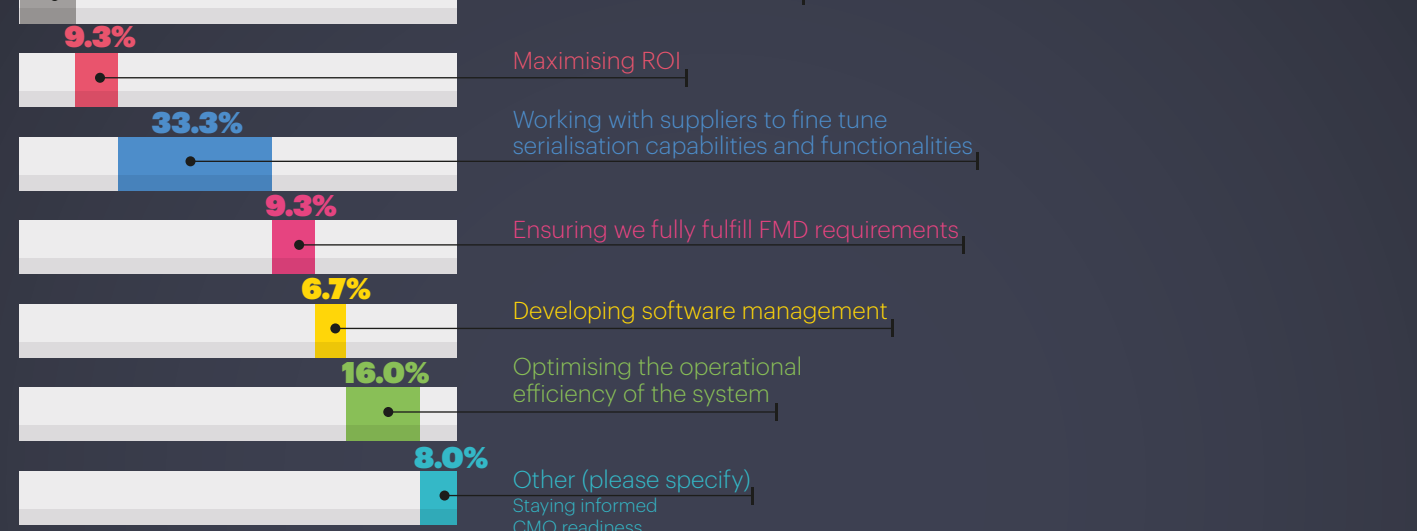 9.3%
Maximising ROI
33.3%
Working with suppliers to fine tune
serialisation capabilities and functionalities
9.3%
Ensuring we fully fulfill FMD requirements
6.7%
Developing software management
16.0%
Optimising the operational
efficiency of the system
8.0%
Other (please specify)
Staying informed
CMO readiness